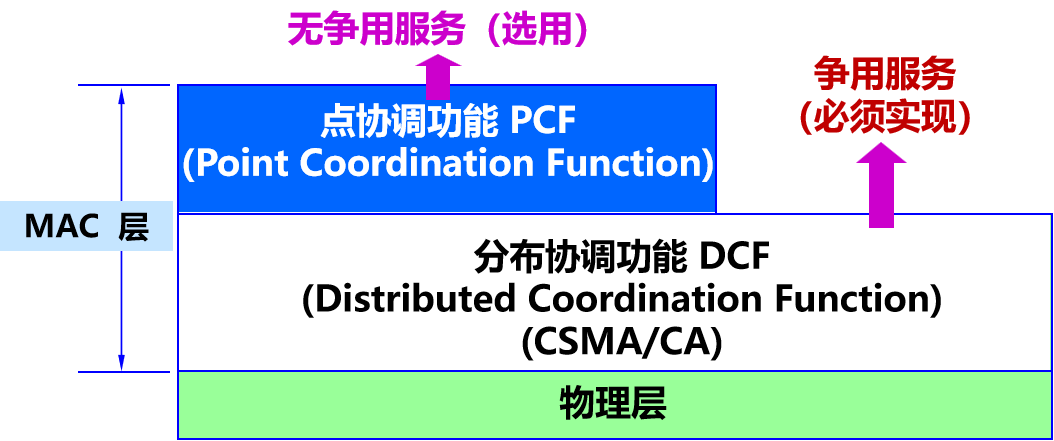 无争用服务（选用）
争用服务
（必须实现）
点协调功能 PCF
(Point Coordination Function)
MAC 层
分布协调功能 DCF
(Distributed Coordination Function)
(CSMA/CA)
物理层